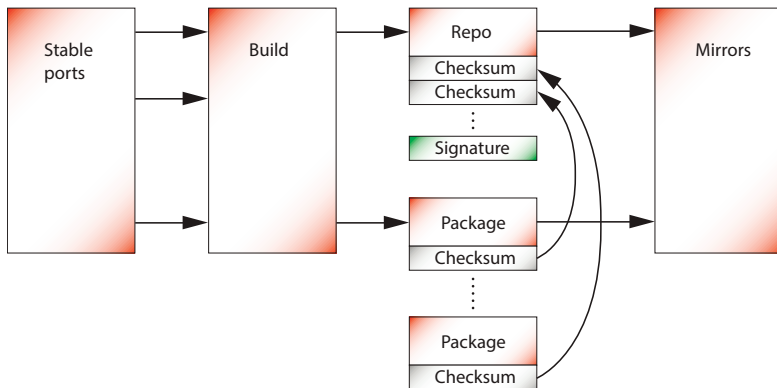 Stable
ports
Build
Repo
Checksum
Checksum
Signature
Package
Checksum
Package
Checksum
Mirrors